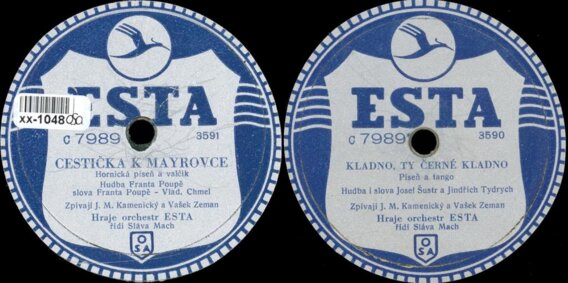 ESTA
XX-1048
C 7989
3591
CESTIČKA K MAYROVCE
Hornická píseň a valčík
Hudba Franta Poupě
slova Franta Poupě - Vlad. Chmel
Zpívají J. M. Kamenický a Vašek Zeman
Hraje orchestr ESTA
řídí Sláva Mach
OSA
ESTA
C 7989
3590
KLADNO, TY ČERNÉ KLADNO
Píseň a tango
Hudba i slova Josef Šustr a Jindřich Tydrych
Zpívají J. M. Kamenický a Vašek Zeman
Hraje orchestr ESTA
řídí Sláva Mach
OSA